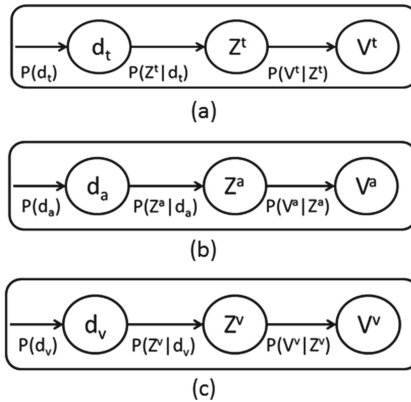 d_t Z^t V^t
P(d_t) P(Z^t|d_t) P(V^t|Z^t)
(a)
d_a Z^a V^a
P(d_a) P(Z^a|d_a) P(V^a|Z^a)
(b)
d_v Z^v V^v
P(d_v) P(Z^v|d_v) P(V^v|Z^v)
(c)